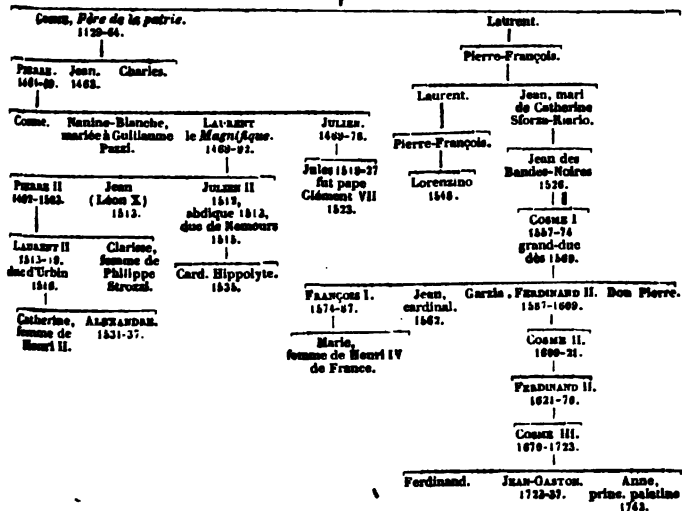 Cosme, Père de la patrie.
1429-64.
Laurent.
Pierre-François.
Pierre.
1464-69.
Jean.
1463.
Charles.
Laurent.
Jean, mari
de Catherine
Sforza-Riario.
Cosme.
Nanine-Blanche,
mariée à Guillaume
Pazzi.
Laurent
le Magnifique.
1469-92.
Julien.
1469-78.
Pierre-François.
Jean des
Bandes-Noires
1526.
Jules 1519-27
fut pape
Clément VII
1523.
Lorenzino
1548.
Pierre II
1492-1503.
Jean
(Léon X)
1513.
Julien II
1512,
abdique 1513,
duc de Nemours
1515.
Cosme I
1537-74
grand-duc
dès 1569.
Laurent II
1513-19.
duc d'Urbin
1516.
Clarisse,
femme de
Philippe
Strozzi.
Card. Hippolyte.
1535.
François I.
1574-87.
Jean,
cardinal.
1562.
Garzia, Ferdinand II.
1587-1609.
Don Pierre.
Catherine,
femme de
Henri II.
Alexandre.
1531-37.
Marie,
femme de Henri IV
de France.
Cosme II.
1609-21.
Ferdinand II.
1621-70.
Cosme III.
1670-1723.
Ferdinand.
Jean-Gaston.
1723-37.
Anne,
princ. palatine
1743.